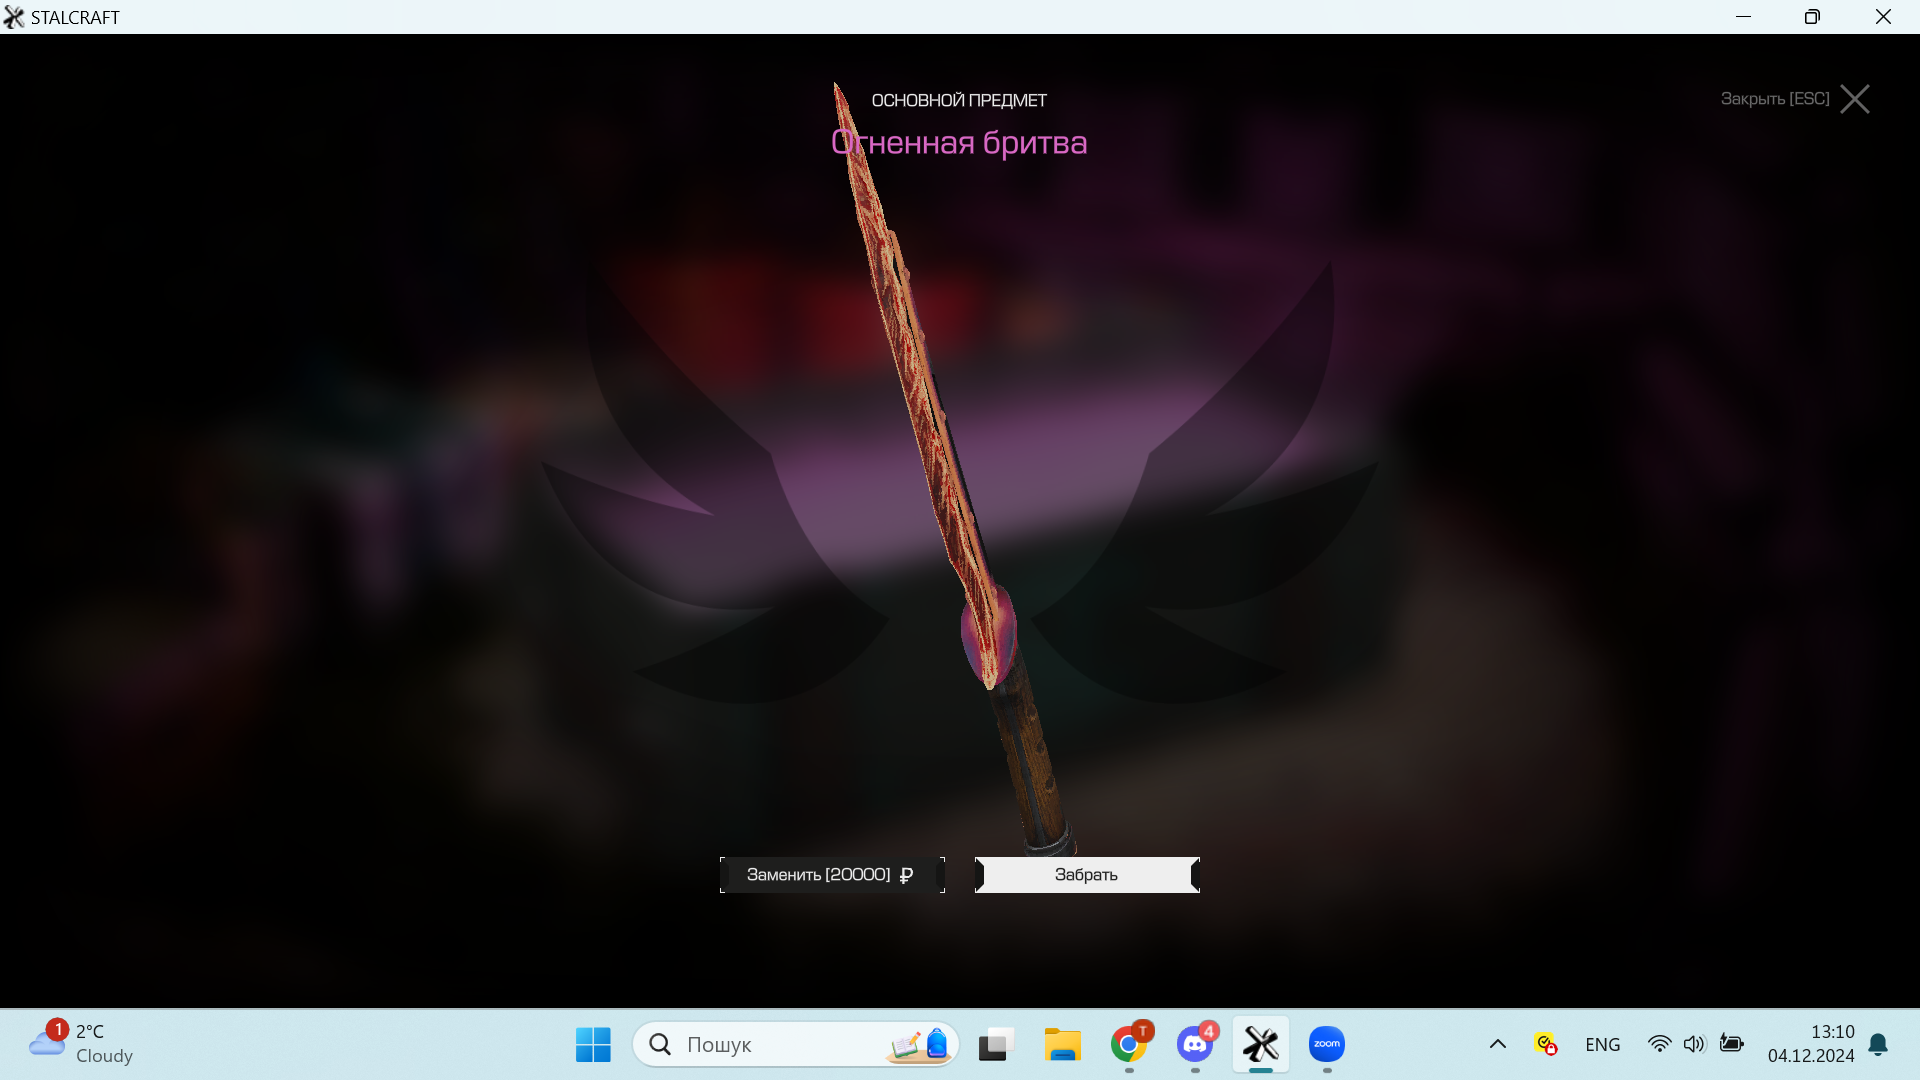 STALCRAFT
ОСНОВНОЙ ПРЕДМЕТ
Огненная бритва
Закрыть [ESC]
Заменить [20000] ₽
Забрать
1
2°C
Cloudy
Пошук
T
4
zoom
ENG
13:10
04.12.2024